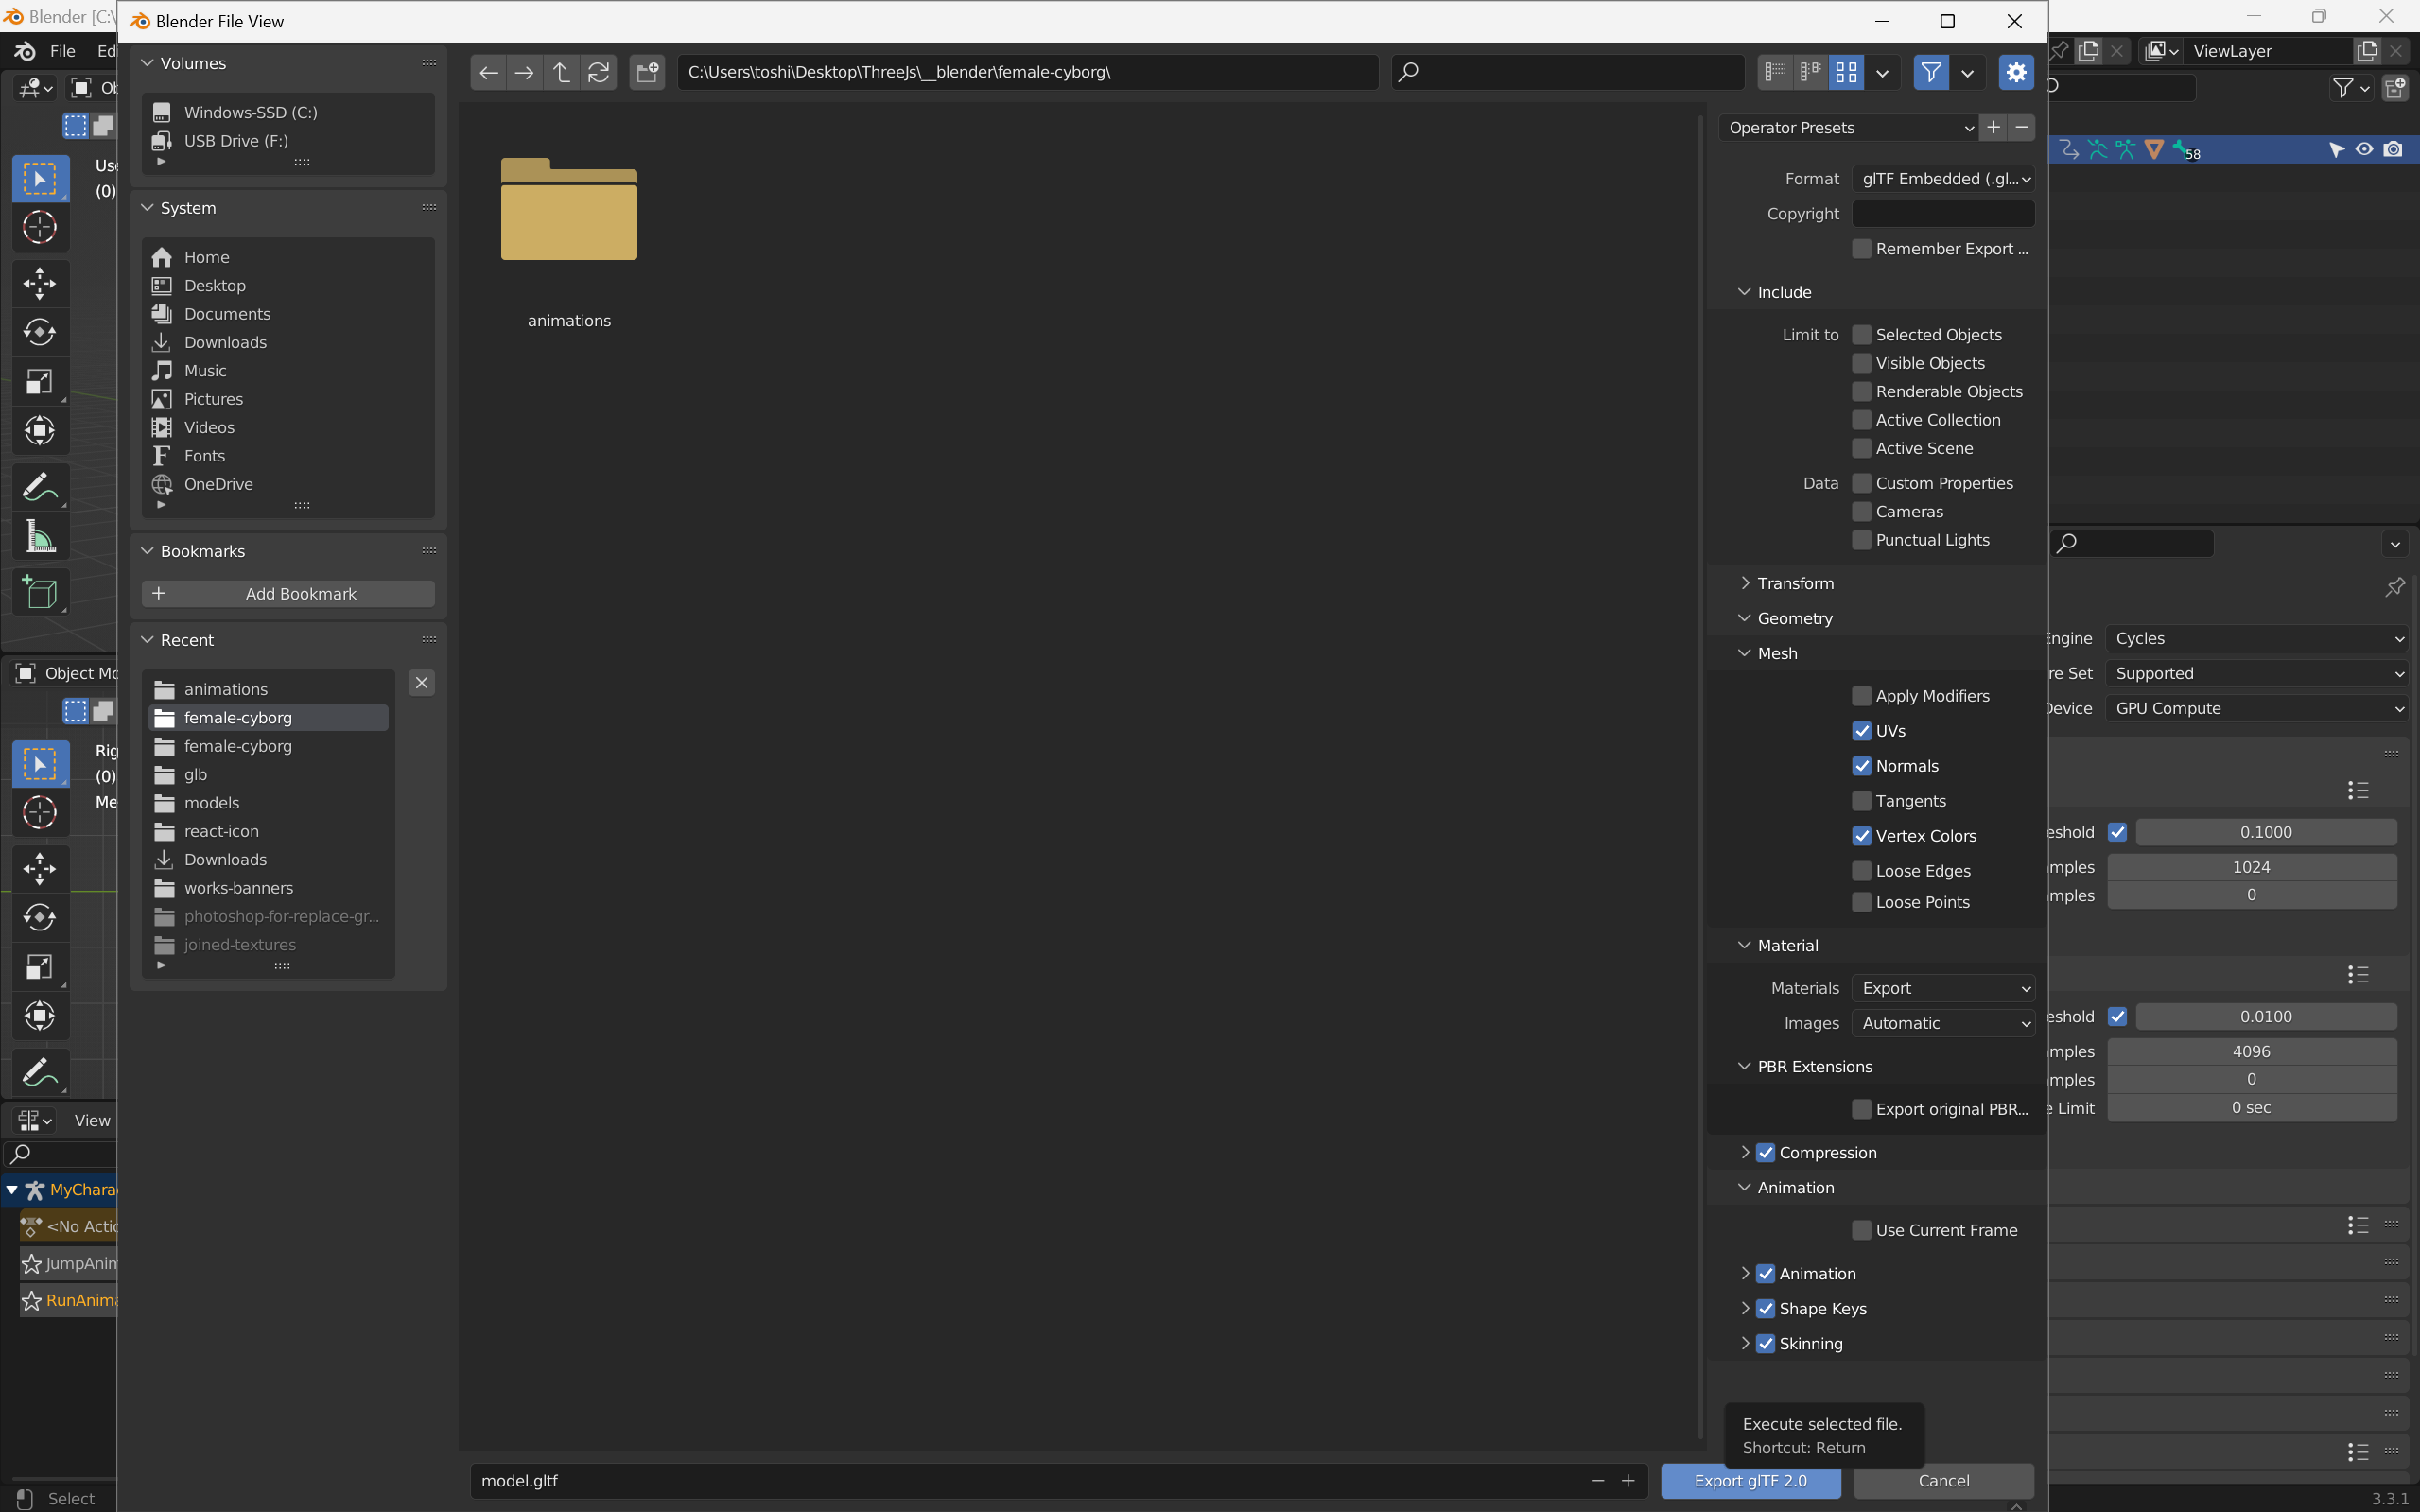 Blender [C:\
Blender File View
File
Ed
ViewLayer
Volumes
C:\Users\toshi\Desktop\ThreeJs\__blender\female-cyborg\
Ob
Windows-SSD (C:)
USB Drive (F:)
Operator Presets
58
Use
(0)
Format
glTF Embedded (.gl...
System
Copyright
Remember Export ...
Home
Desktop
Documents
Downloads
Music
Pictures
Videos
Fonts
OneDrive
animations
Include
Limit to
Selected Objects
Visible Objects
Renderable Objects
Active Collection
Active Scene
Data
Custom Properties
Cameras
Punctual Lights
Bookmarks
Add Bookmark
Transform
Geometry
Mesh
Recent
Engine
Cycles
re Set
Supported
Device
GPU Compute
Object Mo
animations
female-cyborg
female-cyborg
glb
models
react-icon
Downloads
works-banners
photoshop-for-replace-gr...
joined-textures
Rig
(0)
Me
Apply Modifiers
UVs
Normals
Tangents
Vertex Colors
Loose Edges
Loose Points
eshold
0.1000
mples
1024
mples
0
Material
Materials
Export
Images
Automatic
eshold
0.0100
mples
4096
mples
0
e Limit
0 sec
PBR Extensions
Export original PBR...
View
Compression
Animation
Use Current Frame
Animation
Shape Keys
Skinning
MyChara
<No Actio
JumpAnim
RunAnima
Execute selected file.
Shortcut: Return
model.gltf
Export glTF 2.0
Cancel
Select
3.3.1